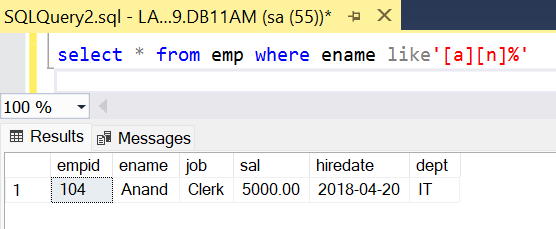 SQLQuery2.sql - LA...9.DB11AM (sa (55))*
select * from emp where ename like'[a][n]%'
100 %
Results Messages
empid ename job sal hiredate dept
1 104 Anand Clerk 5000.00 2018-04-20 IT